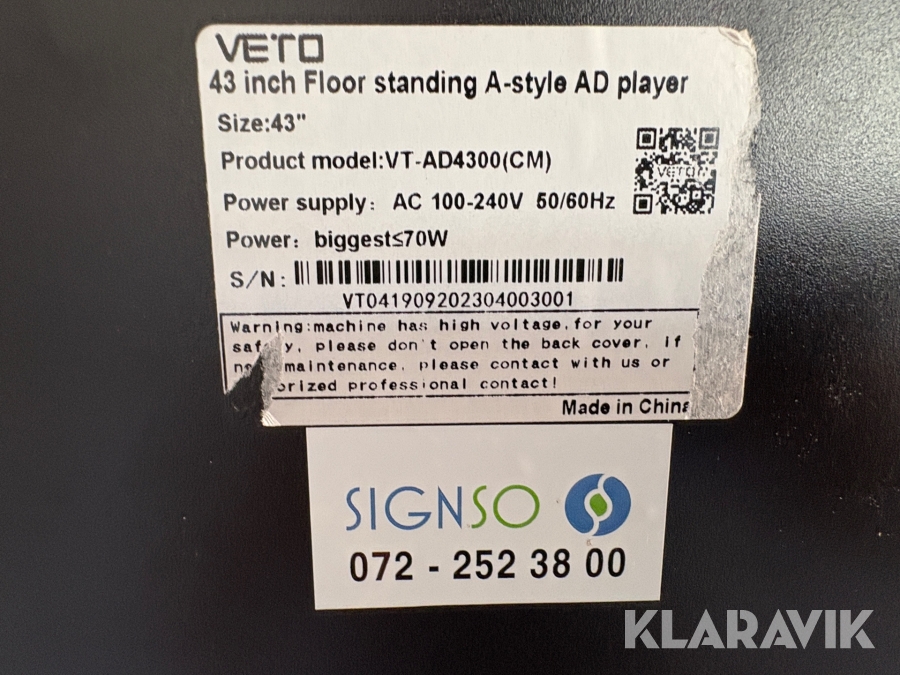 VETO
43 inch Floor standing A-style AD player
Size:43"
Product model:VT-AD4300(CM)
VETO
Power supply: AC 100-240V 50/60Hz
Power: biggest≤70W
S/N:
VT041909202304003001
Warning:machine has high voltage,for your
please don't open the back cover, if
maintenance, please contact with us or
professional contact!
Made in China
SIGNSO
072 - 252 38 00
KLARAVIK